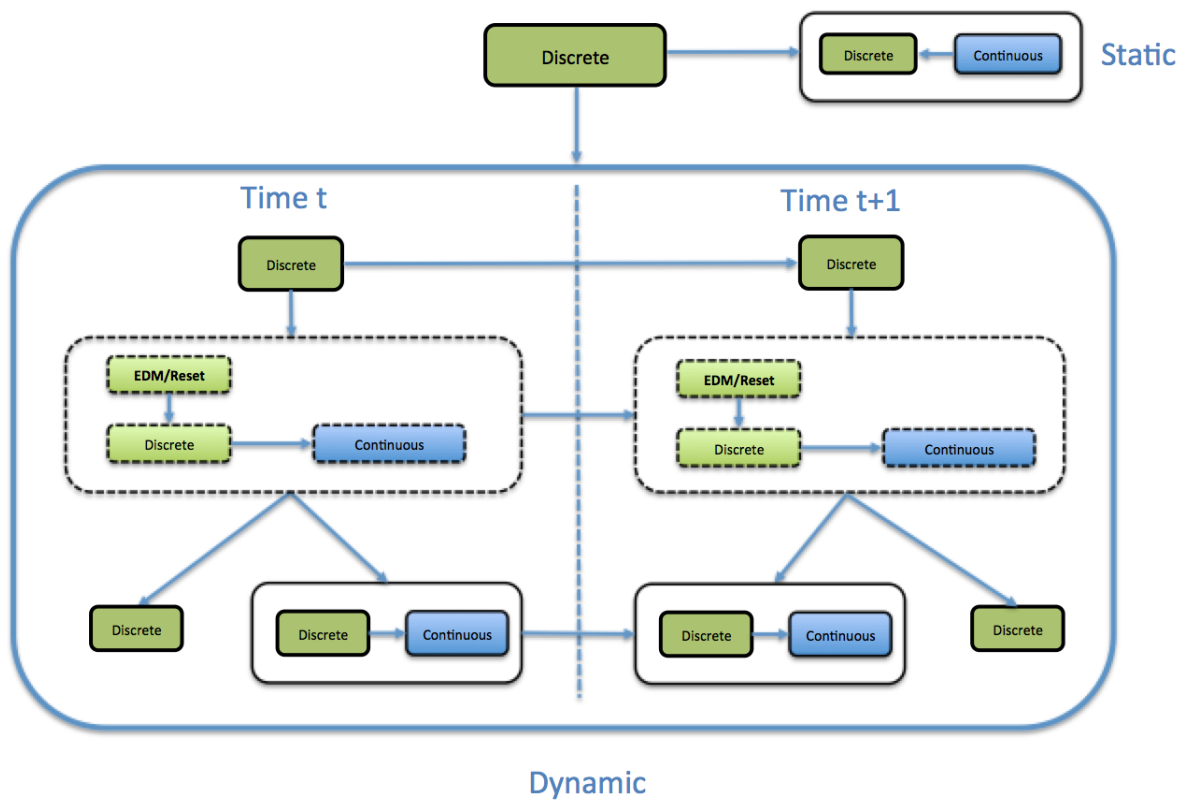 Discrete
Discrete
Continuous
Static
Time t
Time t+1
Discrete
Discrete
EDM/Reset
EDM/Reset
Discrete
Continuous
Discrete
Continuous
Discrete
Discrete
Continuous
Discrete
Continuous
Discrete
Dynamic